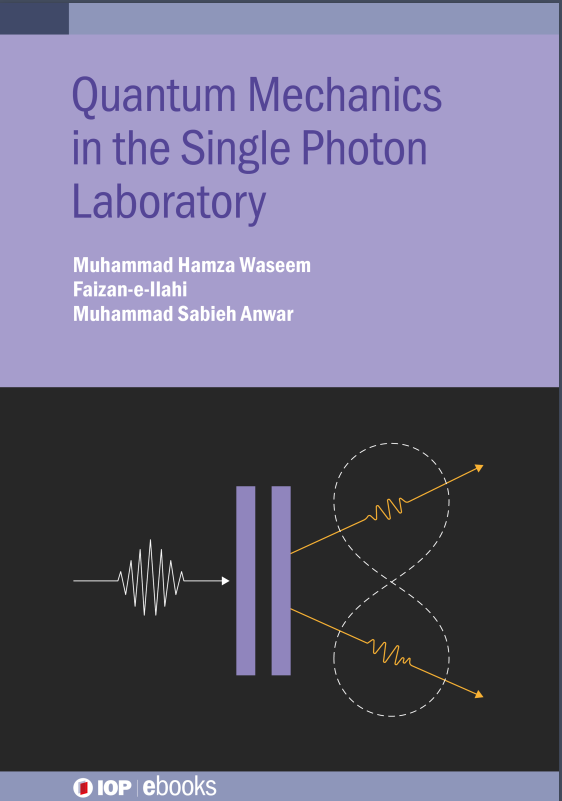 Quantum Mechanics
in the Single Photon
Laboratory
Muhammad Hamza Waseem
Faizan-e-Ilahi
Muhammad Sabieh Anwar
IOP ebooks